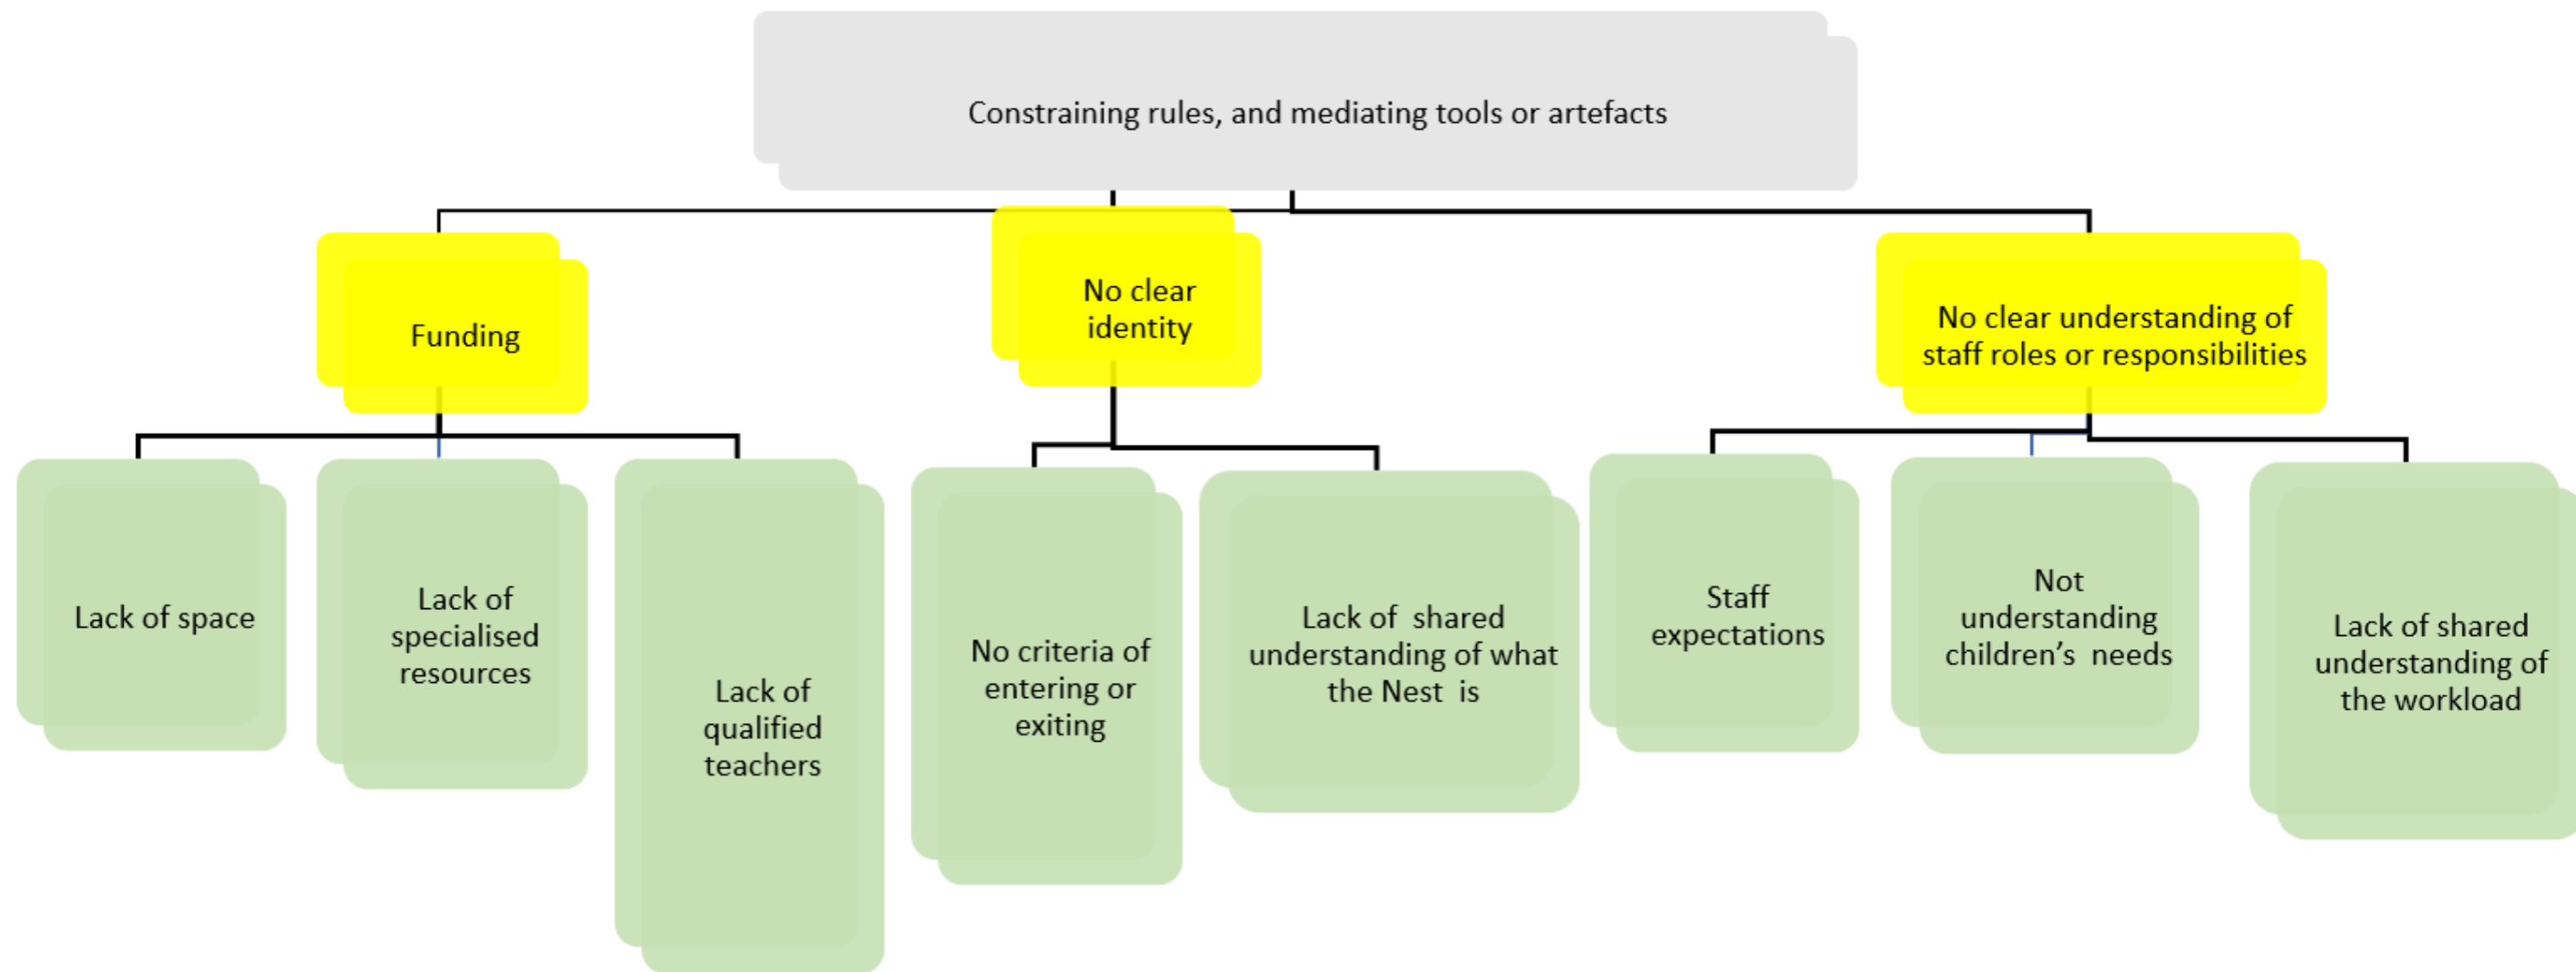 Constraining rules, and mediating tools or artefacts
Funding
No clear
identity
No clear understanding of
staff roles or responsibilities
Lack of space
Lack of
specialised
resources
Lack of
qualified
teachers
No criteria of
entering or
exiting
Lack of  shared
understanding of what
the Nest  is
Staff
expectations
Not
understanding
children’s  needs
Lack of shared
understanding of
the workload